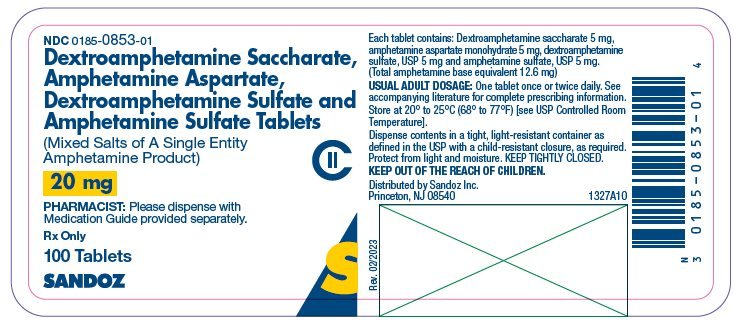 NDC 0185-0853-01
Dextroamphetamine Saccharate,
Amphetamine Aspartate,
Dextroamphetamine Sulfate and
Amphetamine Sulfate Tablets
(Mixed Salts of A Single Entity
Amphetamine Product)
CII
20 mg
PHARMACIST: Please dispense with
Medication Guide provided separately.
Rx Only
100 Tablets
SANDOZ
S
Each tablet contains: Dextroamphetamine saccharate 5 mg,
amphetamine aspartate monohydrate 5 mg, dextroamphetamine
sulfate, USP 5 mg and amphetamine sulfate, USP 5 mg.
(Total amphetamine base equivalent 12.6 mg)
USUAL ADULT DOSAGE: One tablet once or twice daily. See
accompanying literature for complete prescribing information.
Store at 20° to 25°C (68° to 77°F) [see USP Controlled Room
Temperature].
Dispense contents in a tight, light-resistant container as
defined in the USP with a child-resistant closure, as required.
Protect from light and moisture. KEEP TIGHTLY CLOSED.
KEEP OUT OF THE REACH OF CHILDREN.
Distributed by Sandoz Inc.
Princeton, NJ 08540 1327A10
Rev. 02/2023
N
3 0185-0853-01 4